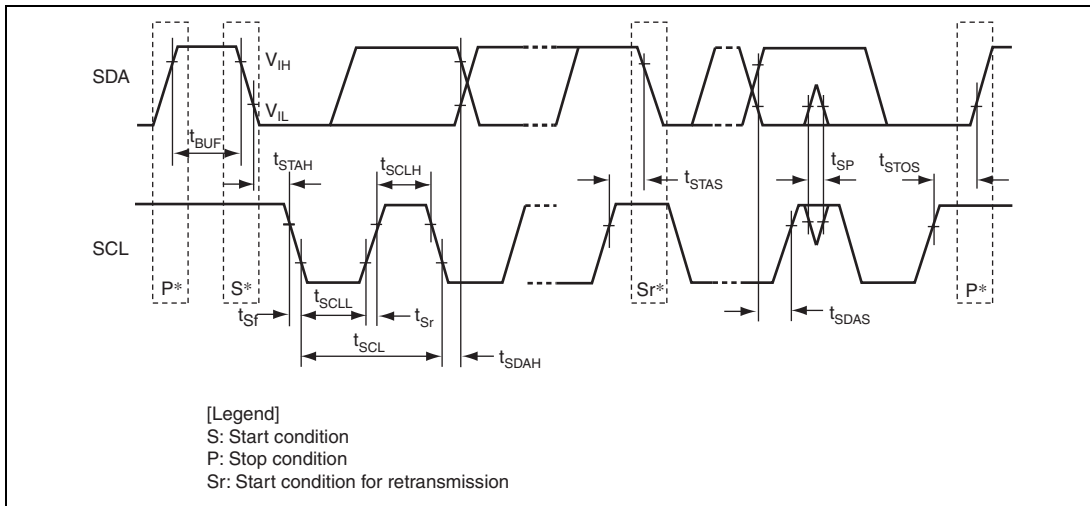 SDA
V_IH
V_IL
t_BUF
t_STAH
t_SCLH
t_STAS
t_SP
t_STOS
SCL
P*
S*
Sr*
P*
t_Sf
t_SCLL
t_Sr
t_SCL
t_SDAH
t_SDAS
[Legend]
S: Start condition
P: Stop condition
Sr: Start condition for retransmission